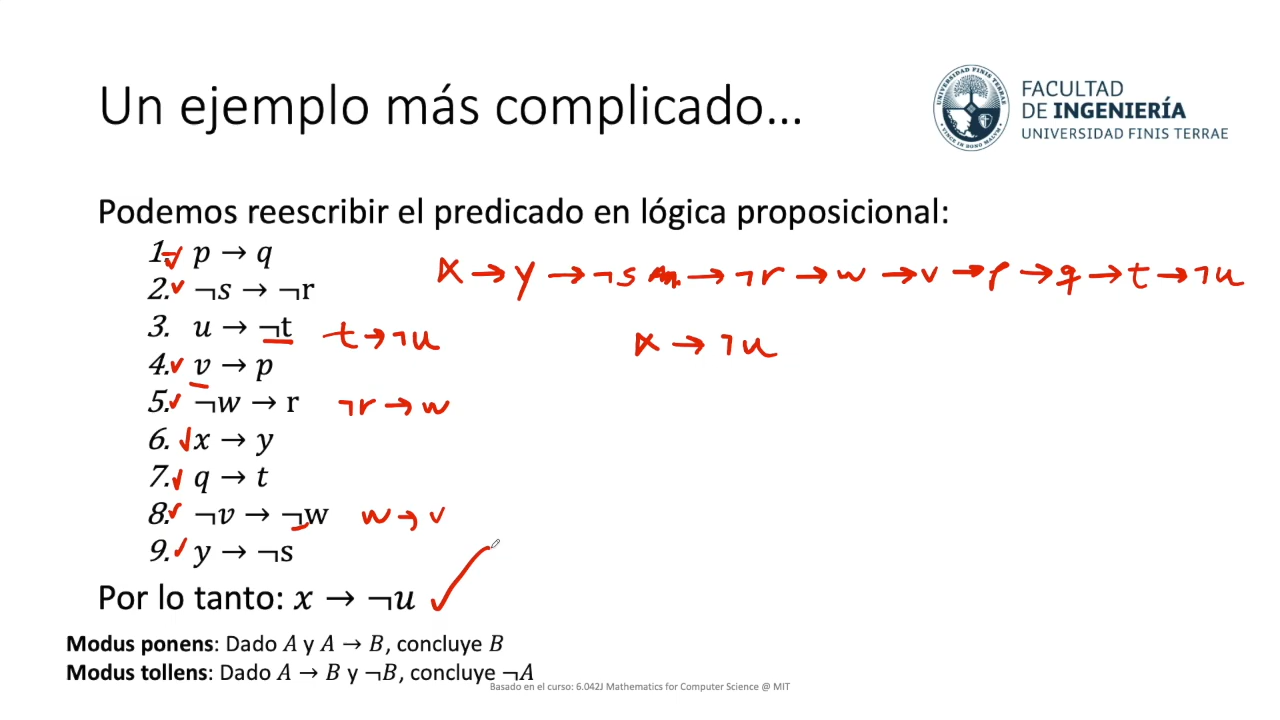 Un ejemplo más complicado...
FACULTAD
DE INGENIERÍA
UNIVERSIDAD FINIS TERRAE
Podemos reescribir el predicado en lógica proposicional:
1. p → q
x → y → ¬s → ¬r → w → v → p → q → t → ¬u
2. ¬s → ¬r
3. u → ¬t t → ¬u
x → ¬u
4. v → p
5. ¬w → r ¬r → w
6. x → y
7. q → t
8. ¬v → ¬w w → v
9. y → ¬s
Por lo tanto: x → ¬u
Modus ponens: Dado A y A → B, concluye B
Modus tollens: Dado A → B y ¬B, concluye ¬A
Basado en el curso: 6.042J Mathematics for Computer Science @ MIT